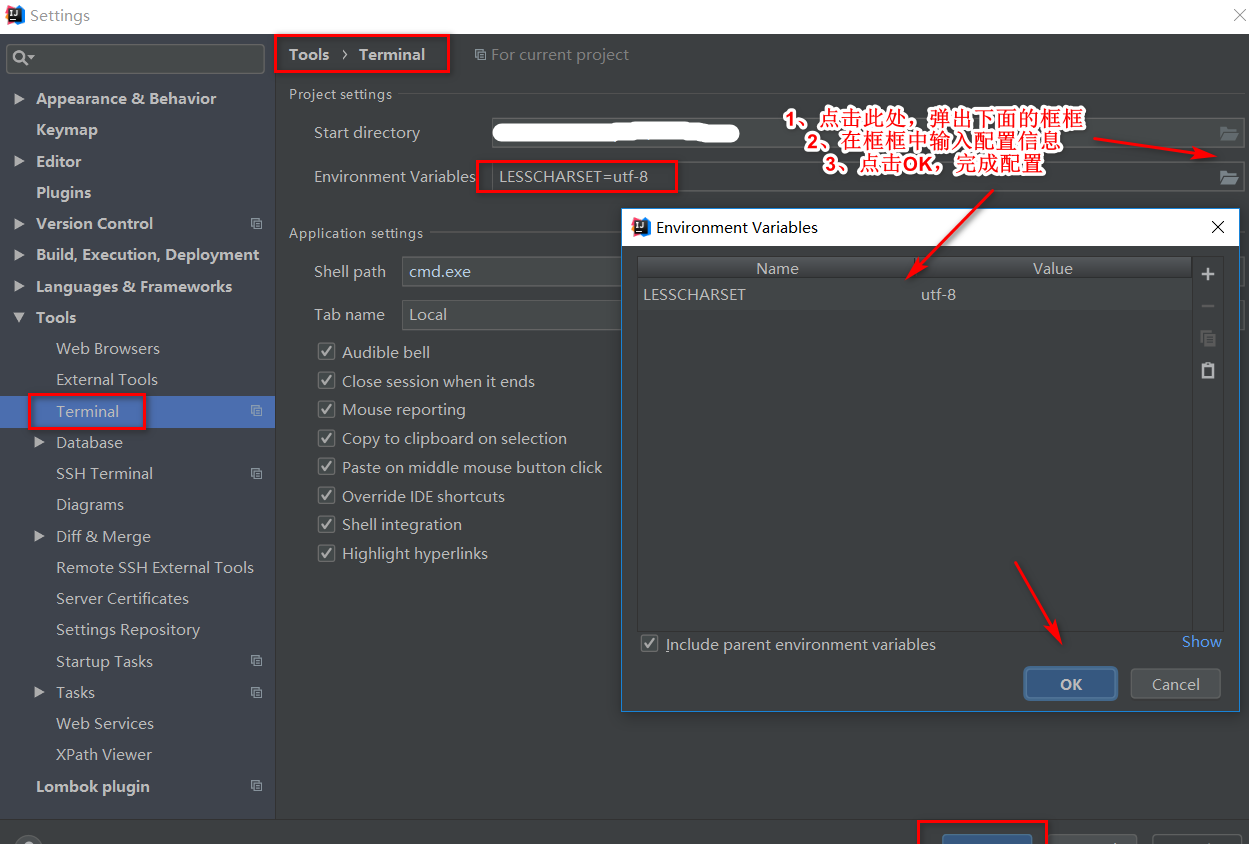 Settings
Tools › Terminal
For current project
Appearance & Behavior
Keymap
Editor
Plugins
Version Control
Build, Execution, Deployment
Languages & Frameworks
Tools
Web Browsers
External Tools
Terminal
Database
SSH Terminal
Diagrams
Diff & Merge
Remote SSH External Tools
Server Certificates
Settings Repository
Startup Tasks
Tasks
Web Services
XPath Viewer
Lombok plugin
Project settings
Start directory
Environment Variables LESSCHARSET=utf-8
1、点击此处，弹出下面的框框
2、在框框中输入配置信息
3、点击OK，完成配置
Application settings
Shell path cmd.exe
Tab name Local
Audible bell
Close session when it ends
Mouse reporting
Copy to clipboard on selection
Paste on middle mouse button click
Override IDE shortcuts
Shell integration
Highlight hyperlinks
Environment Variables
Name Value
LESSCHARSET utf-8
Include parent environment variables
Show
OK Cancel